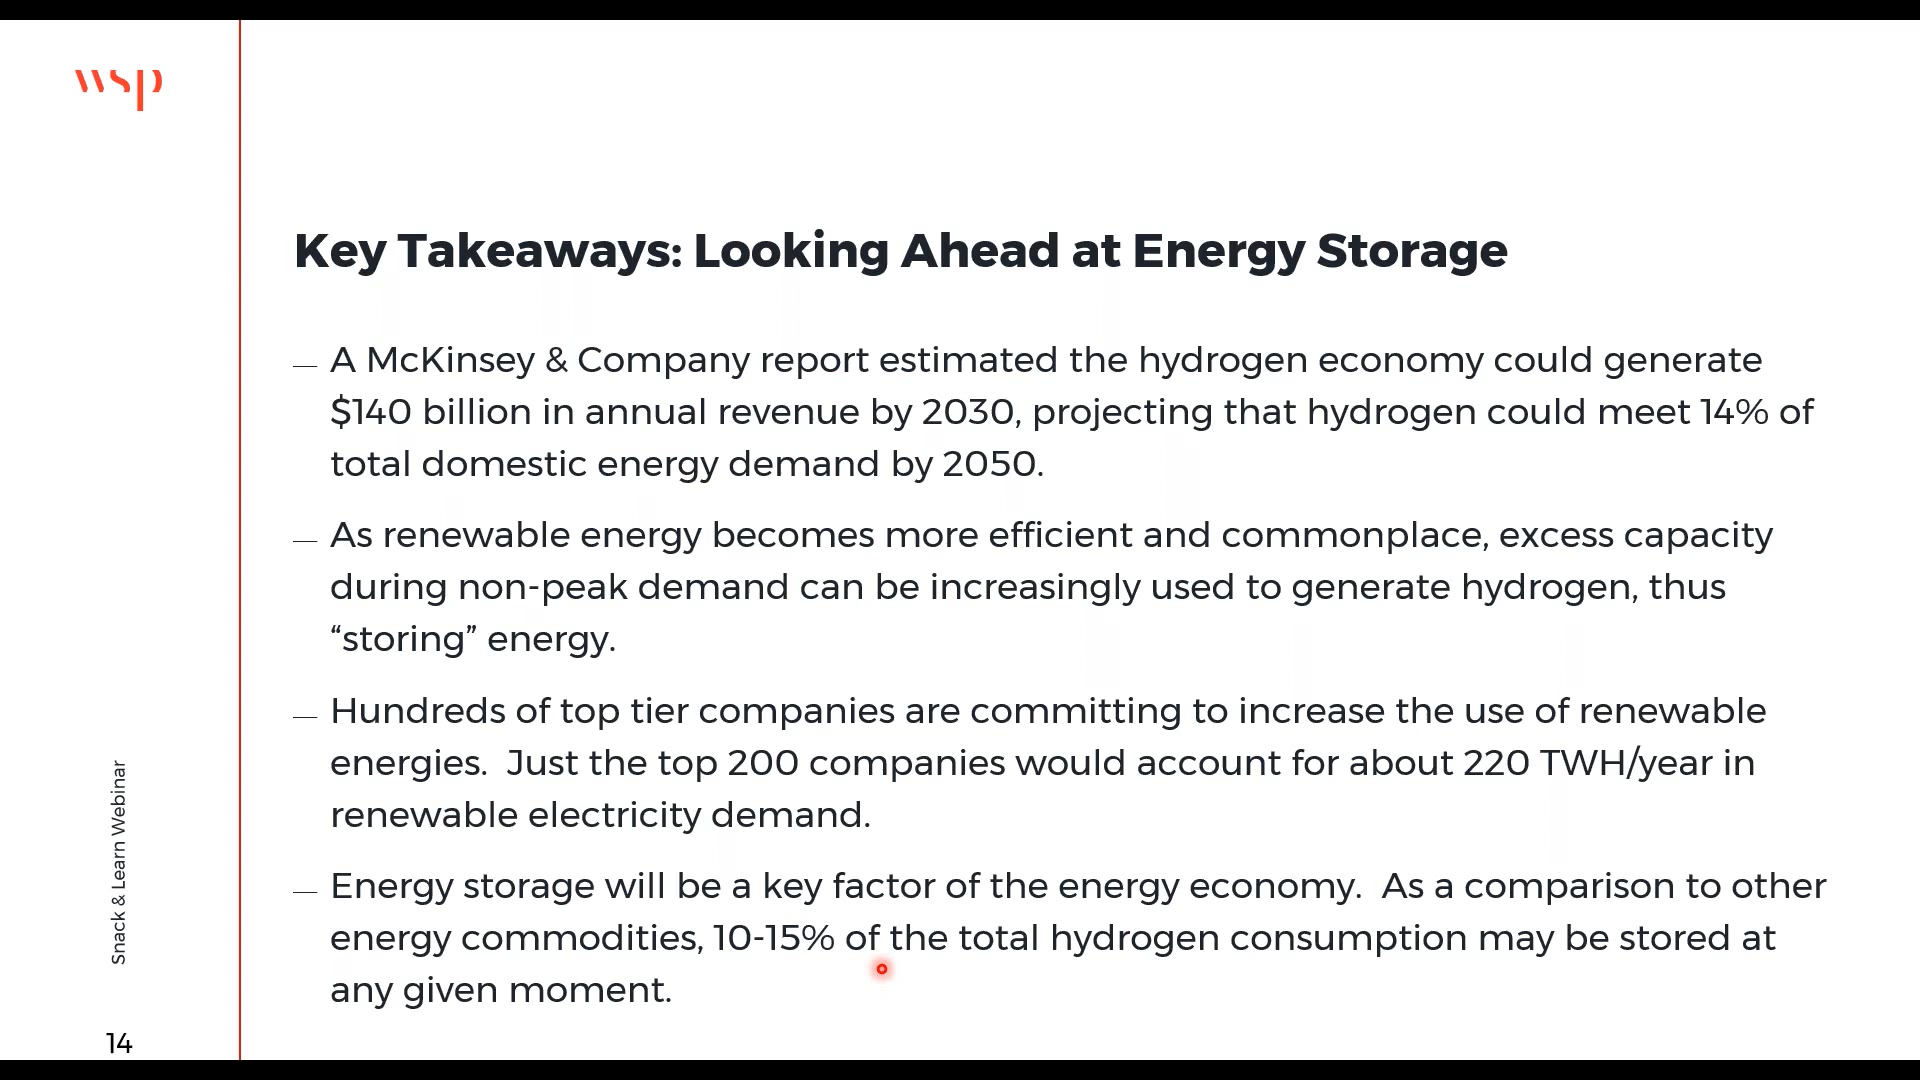 wsp
Key Takeaways: Looking Ahead at Energy Storage
— A McKinsey & Company report estimated the hydrogen economy could generate
$140 billion in annual revenue by 2030, projecting that hydrogen could meet 14% of
total domestic energy demand by 2050.
— As renewable energy becomes more efficient and commonplace, excess capacity
during non-peak demand can be increasingly used to generate hydrogen, thus
“storing” energy.
— Hundreds of top tier companies are committing to increase the use of renewable
energies.  Just the top 200 companies would account for about 220 TWH/year in
renewable electricity demand.
— Energy storage will be a key factor of the energy economy.  As a comparison to other
energy commodities, 10-15% of the total hydrogen consumption may be stored at
any given moment.
Snack & Learn Webinar
14